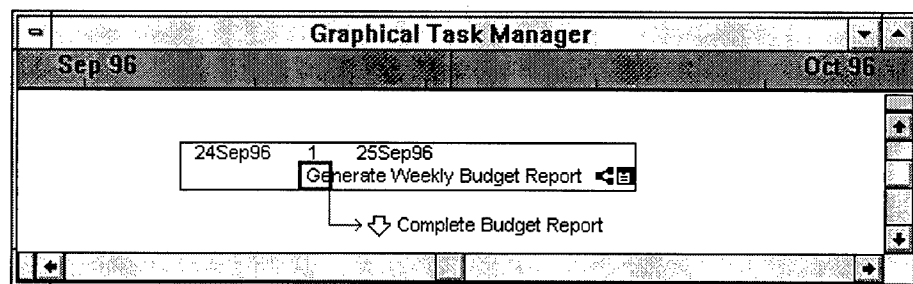 Graphical Task Manager
Sep 96 Oct 96
24Sep96 1 25Sep96
Generate Weekly Budget Report
Complete Budget Report